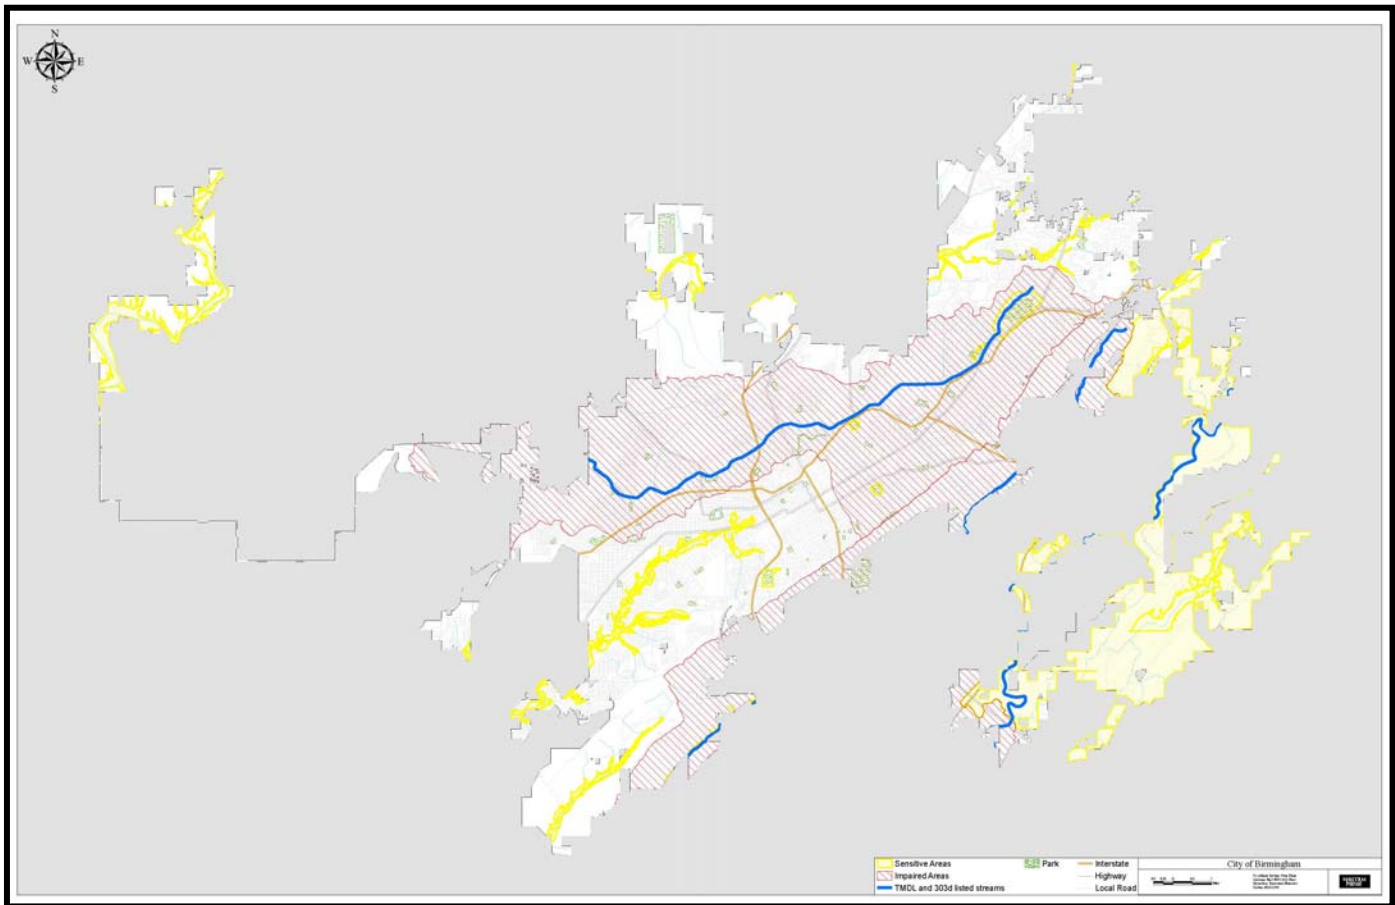 N
W E
S
Sensitive Areas
Impaired Areas
TMDL and 303d listed streams
Park
Interstate
Highway
Local Road
City of Birmingham